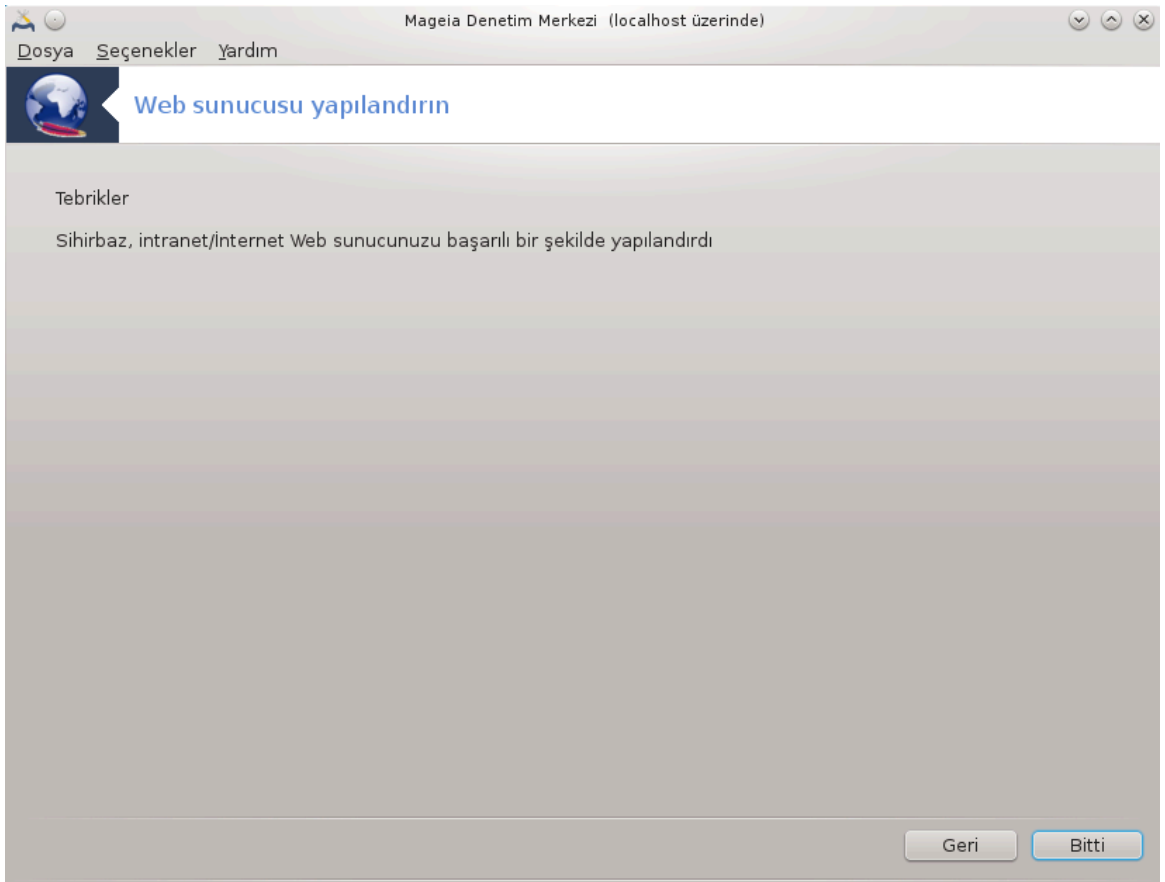 Mageia Denetim Merkezi (localhost üzerinde)
Dosya Seçenekler Yardım
Web sunucusu yapılandırın
Tebrikler
Sihirbaz, intranet/İnternet Web sunucunuzu başarılı bir şekilde yapılandırdı
Geri Bitti